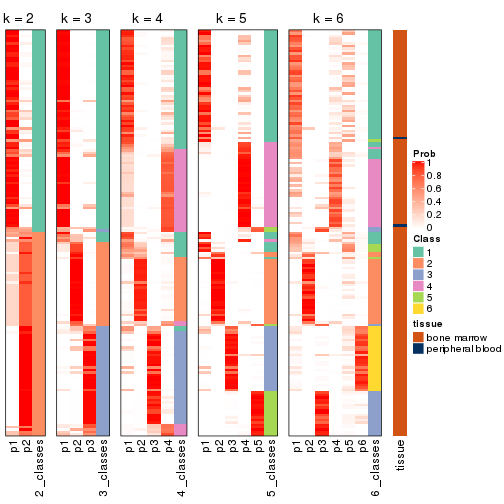 k = 2 k = 3 k = 4 k = 5 k = 6
Prob
1
0.8
0.6
0.4
0.2
0
Class
1
2
3
4
5
6
tissue
bone marrow
peripheral blood
p1 p2 2_classes p1 p2 p3 3_classes p1 p2 p3 p4 4_classes p1 p2 p3 p4 p5 5_classes p1 p2 p3 p4 p5 p6 6_classes tissue